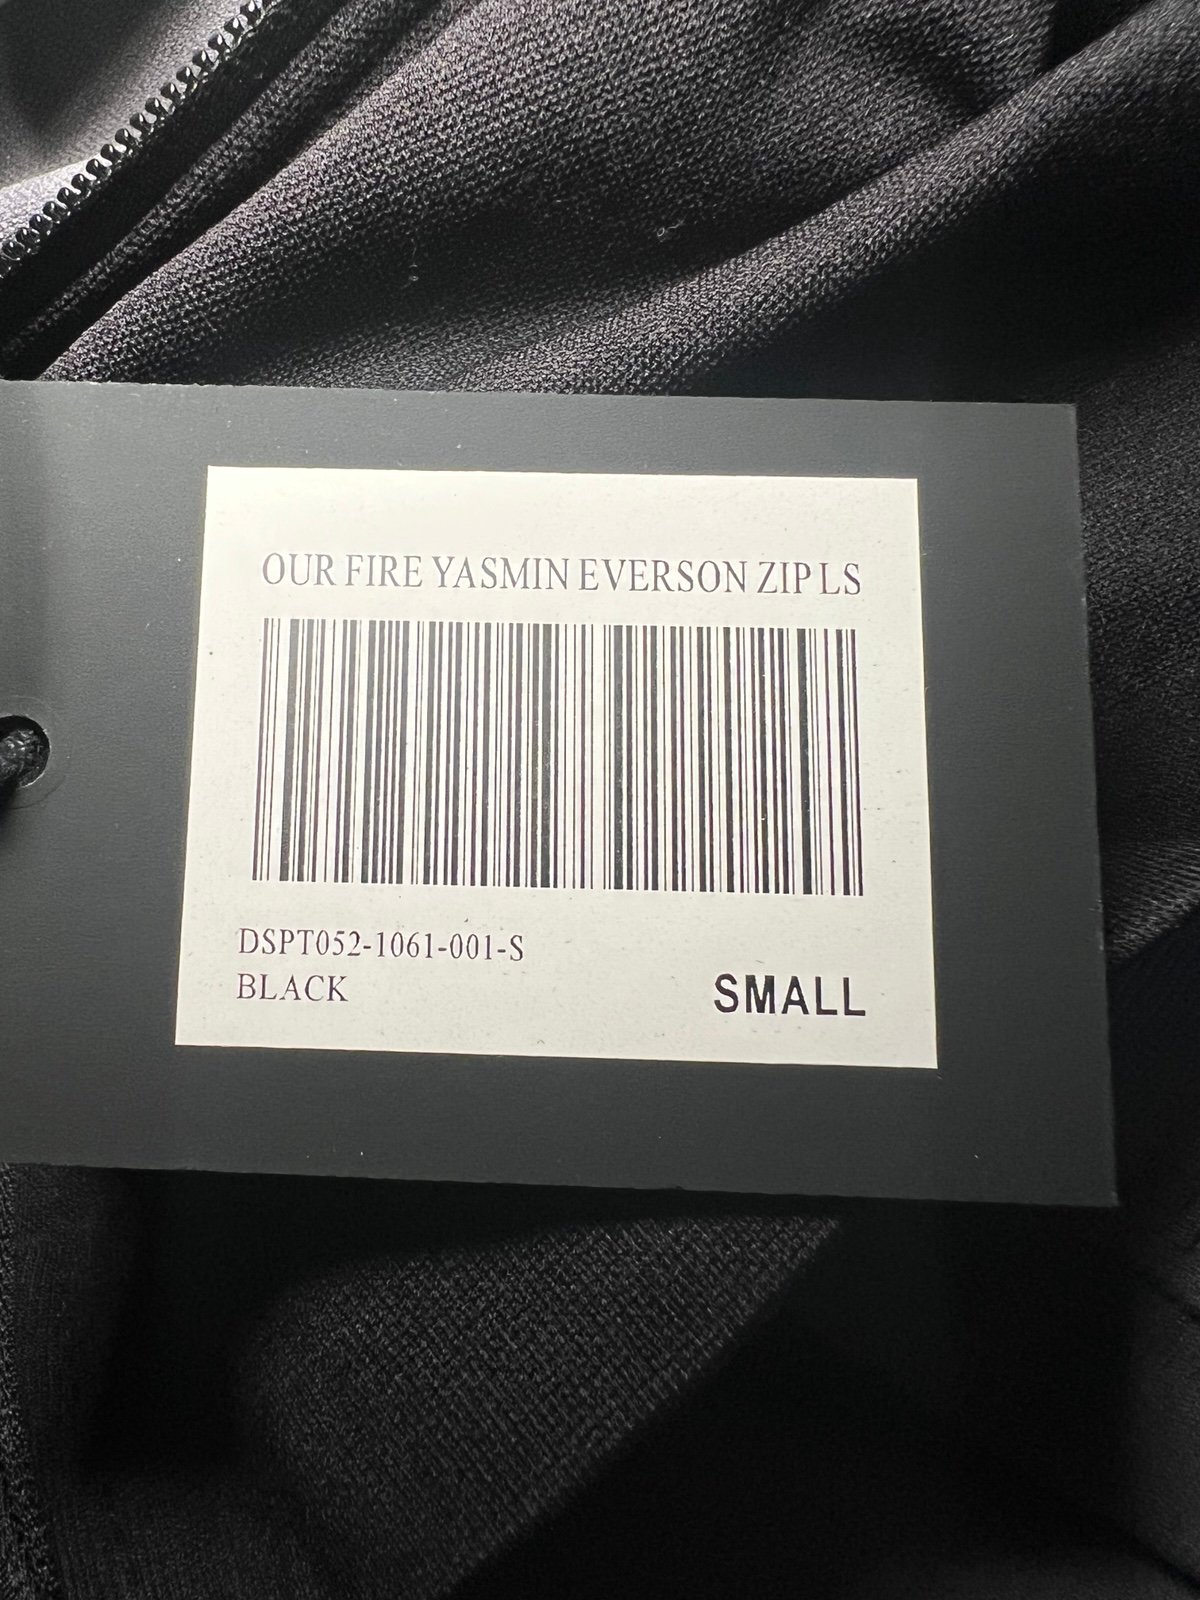 OUR FIRE YASMIN EVERSON ZIP LS
DSPT052-1061-001-S
BLACK
SMALL